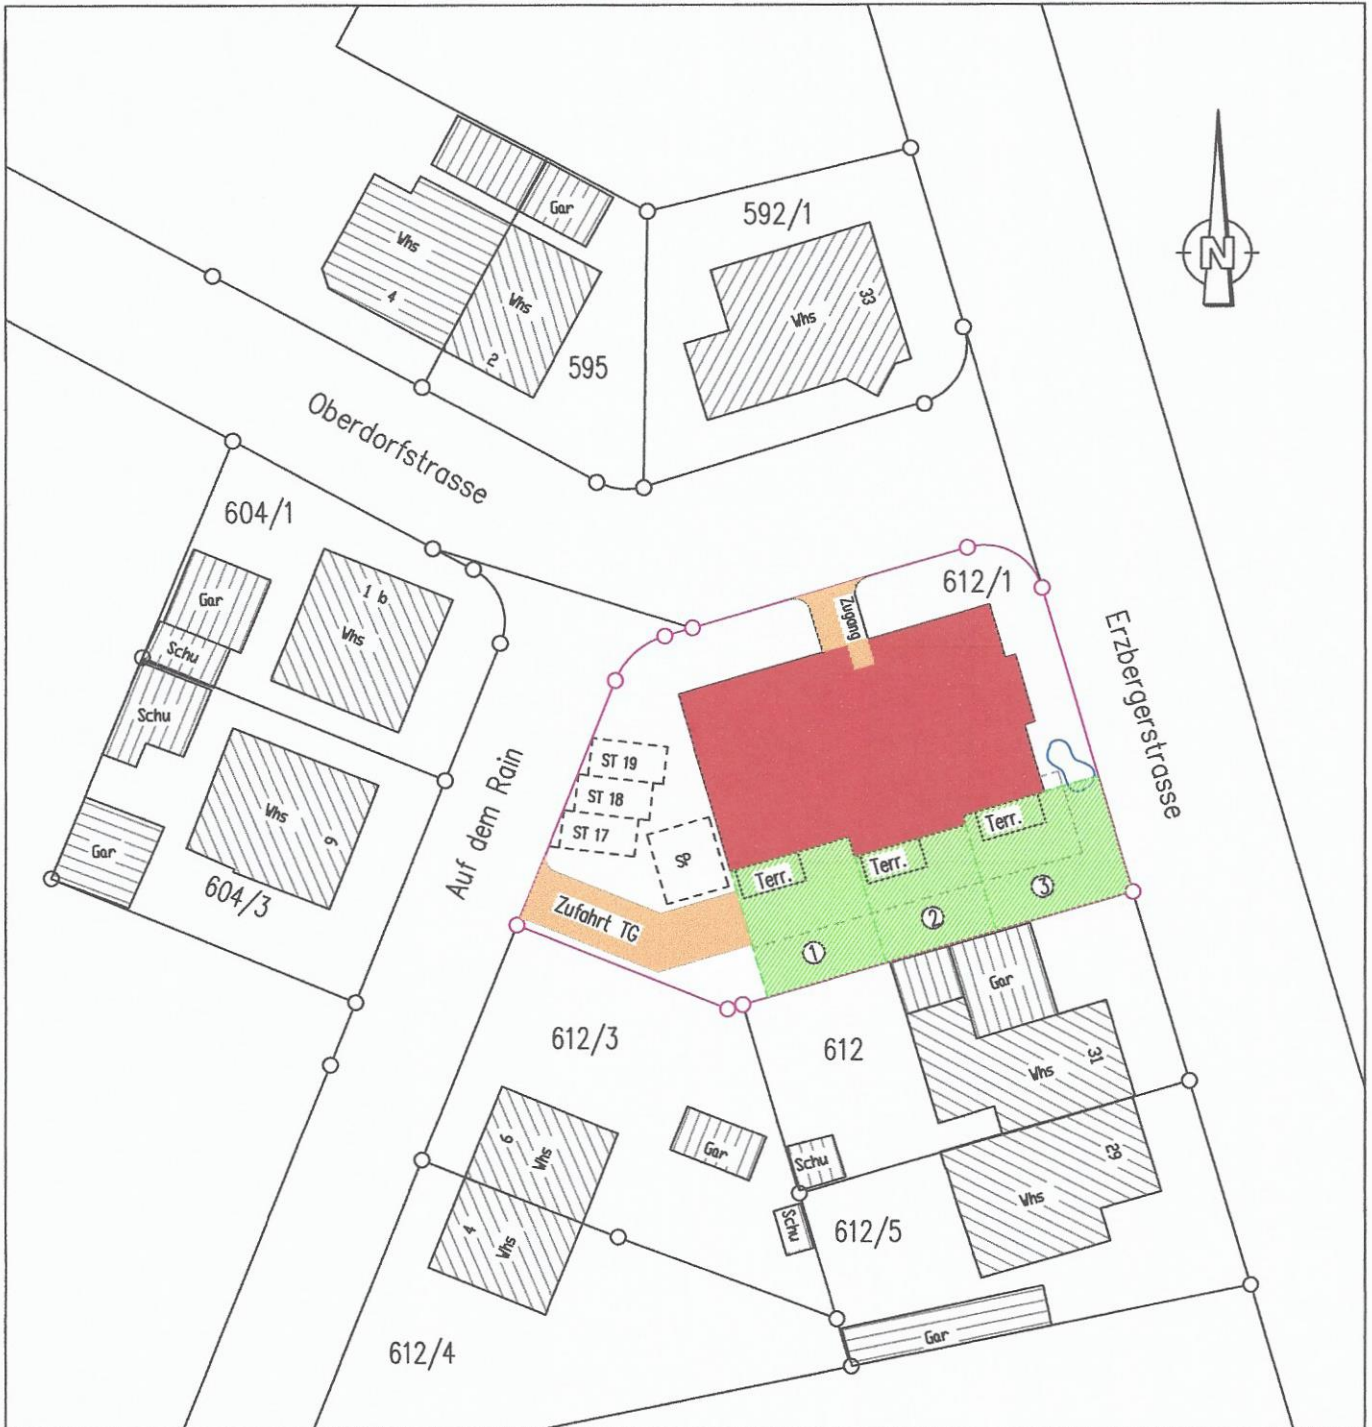 592/1
Gar
Whs
4
Whs
2
595
Whs
33
N
Oberdorfstrasse
604/1
Gar
Schu
Schu
1 b
Whs
Whs
9
Gar
604/3
Auf dem Rain
612/1
Zugang
Erzbergerstrasse
ST 19
ST 18
ST 17
SP
Terr.
Terr.
Terr.
Zufahrt TG
1
2
3
612/3
612
Gar
Whs
31
6
Whs
4
Whs
Gar
Schu
Schu
612/5
Whs
29
Gar
612/4